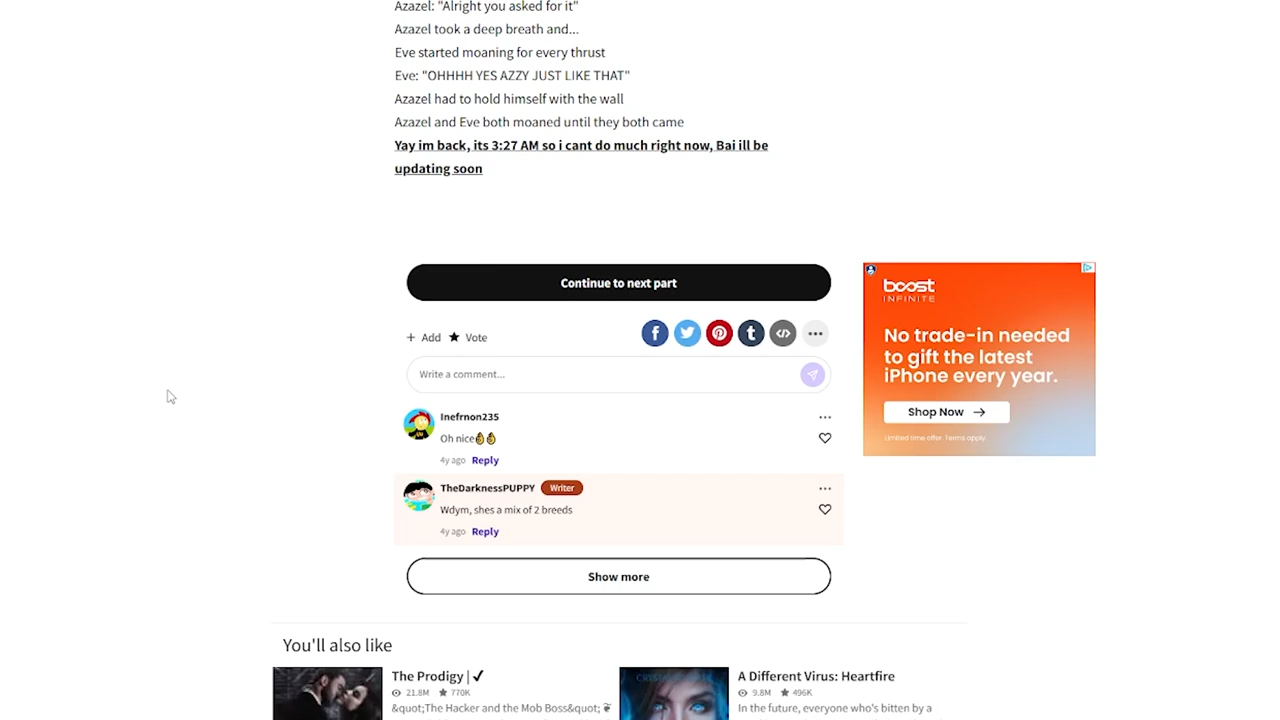 Azazel: "Alright you asked for it"
Azazel took a deep breath and...
Eve started moaning for every thrust
Eve: "OHHHH YES AZZY JUST LIKE THAT"
Azazel had to hold himself with the wall
Azazel and Eve both moaned until they both came
Yay im back, its 3:27 AM so i cant do much right now, Bai ill be
updating soon
Continue to next part
+ Add ★ Vote
Write a comment...
Inefrnon235
Oh nice
4y ago Reply
TheDarknessPUPPY Writer
Wdym, shes a mix of 2 breeds
4y ago Reply
Show more
boost
INFINITE
No trade-in needed
to gift the latest
iPhone every year.
Shop Now →
Limited time offer. Terms apply.
You'll also like
The Prodigy | ✓
21.8M ★ 770K
&quot;The Hacker and the Mob Boss&quot; ❦
A Different Virus: Heartfire
9.8M ★ 496K
In the future, everyone who's bitten by a